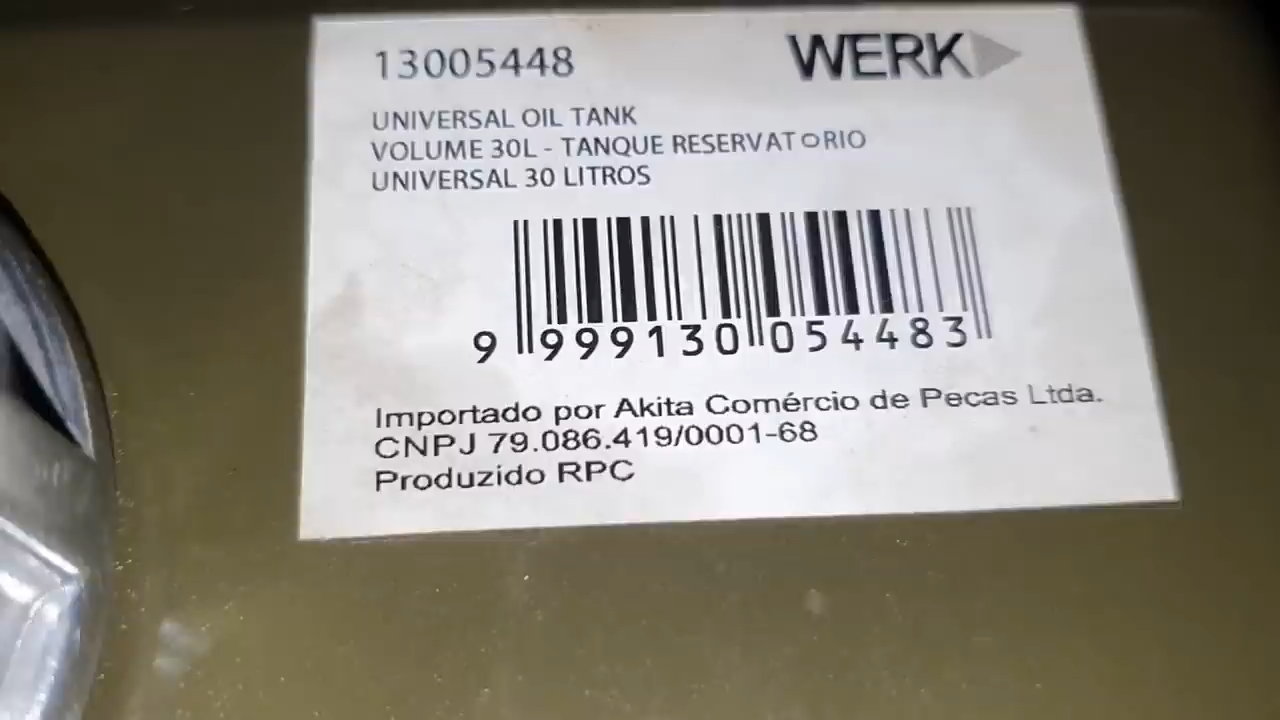 13005448
WERK
UNIVERSAL OIL TANK
VOLUME 30L - TANQUE RESERVATORIO
UNIVERSAL 30 LITROS
9 999130 054483
Importado por Akita Comércio de Pecas Ltda.
CNPJ 79.086.419/0001-68
Produzido RPC